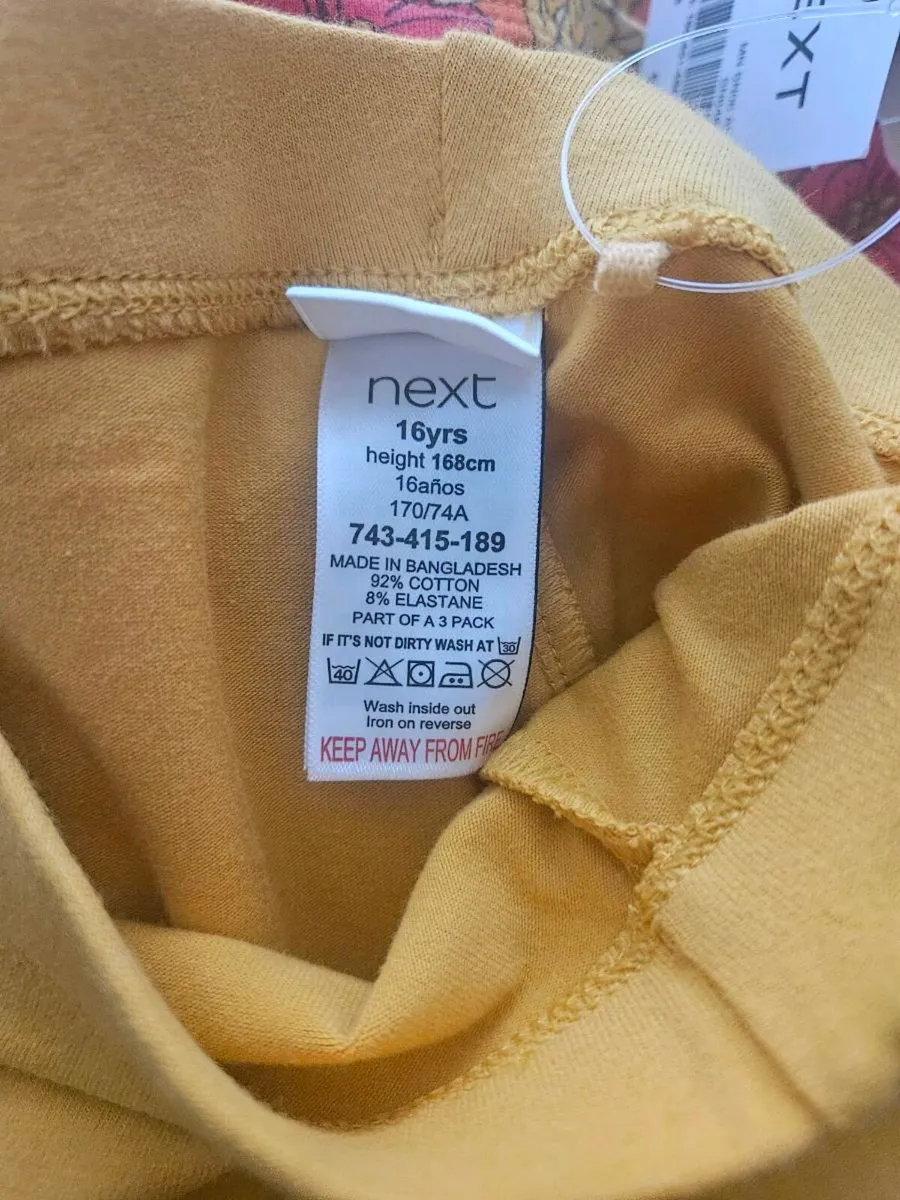 EXT
next
16yrs
height 168cm
16años
170/74A
743-415-189
MADE IN BANGLADESH
92% COTTON
8% ELASTANE
PART OF A 3 PACK
IF IT'S NOT DIRTY WASH AT 30
40
Wash inside out
Iron on reverse
KEEP AWAY FROM FIRE